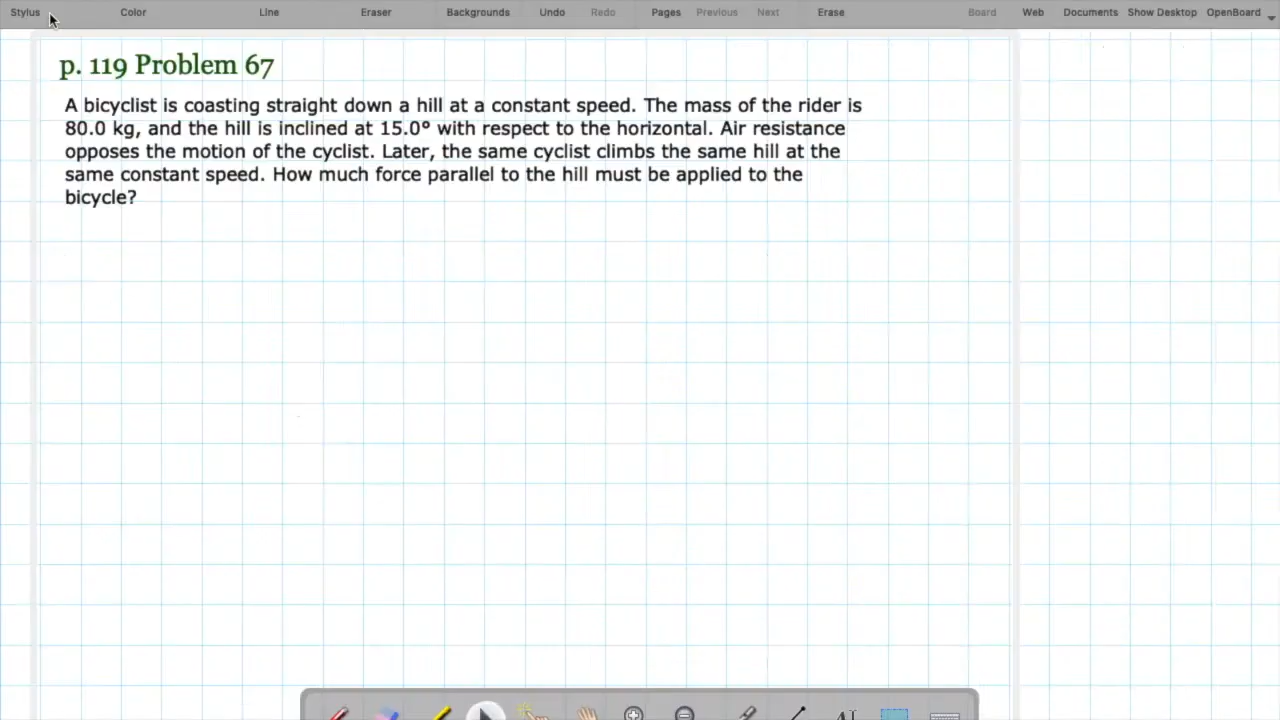 Stylus Color Line Eraser Backgrounds Undo Redo Pages Previous Next Erase Board Web Documents Show Desktop OpenBoard
p. 119 Problem 67
A bicyclist is coasting straight down a hill at a constant speed. The mass of the rider is
80.0 kg, and the hill is inclined at 15.0° with respect to the horizontal. Air resistance
opposes the motion of the cyclist. Later, the same cyclist climbs the same hill at the
same constant speed. How much force parallel to the hill must be applied to the
bicycle?